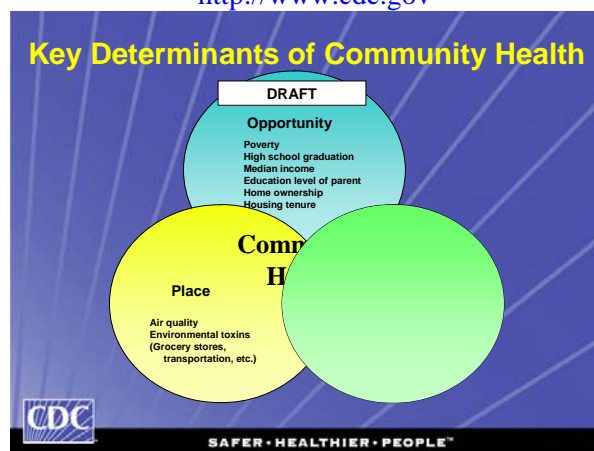 http://www.cdc.gov
Key Determinants of Community Health
DRAFT
Opportunity
Poverty
High school graduation
Median income
Education level of parent
Home ownership
Housing tenure
Place
Air quality
Environmental toxins
(Grocery stores,
transportation, etc.)
CDC
SAFER • HEALTHIER • PEOPLE™